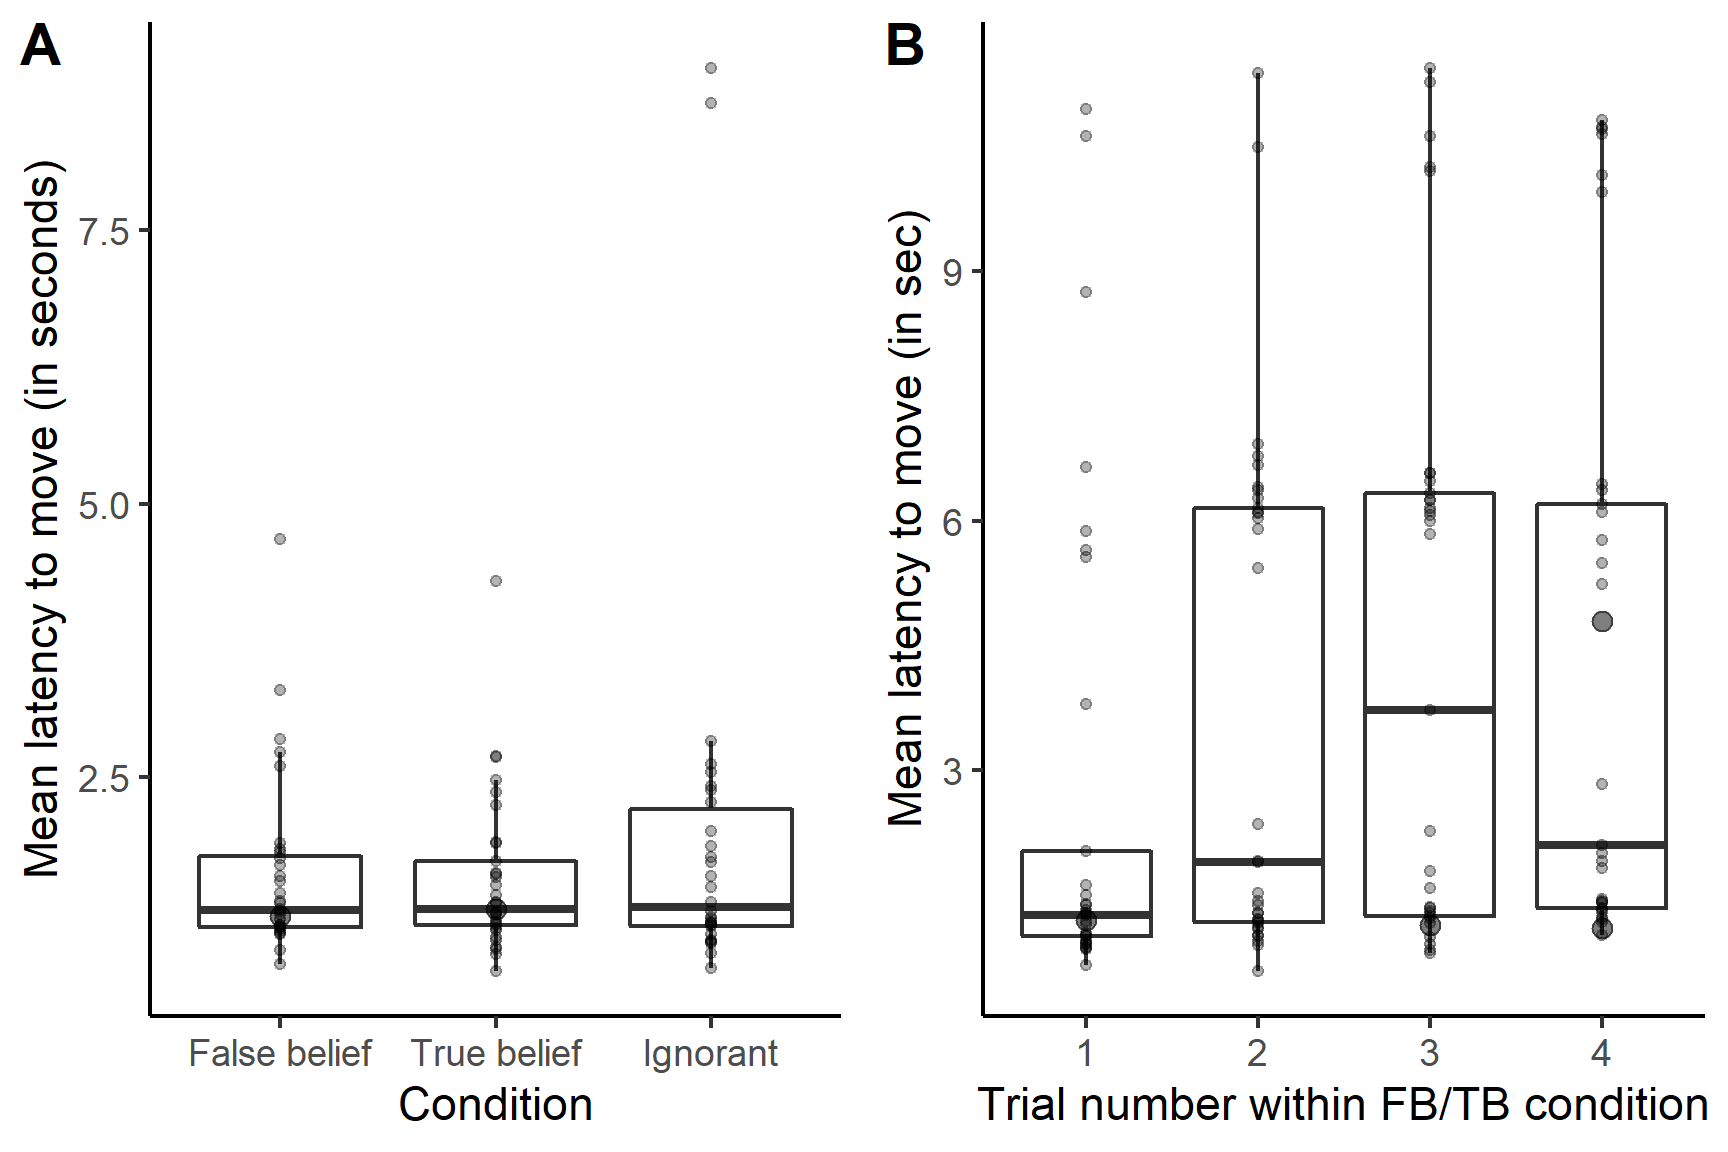 A
Mean latency to move (in seconds)
7.5
5.0
2.5
False belief
True belief
Ignorant
Condition
B
Mean latency to move (in sec)
9
6
3
1
2
3
4
Trial number within FB/TB condition